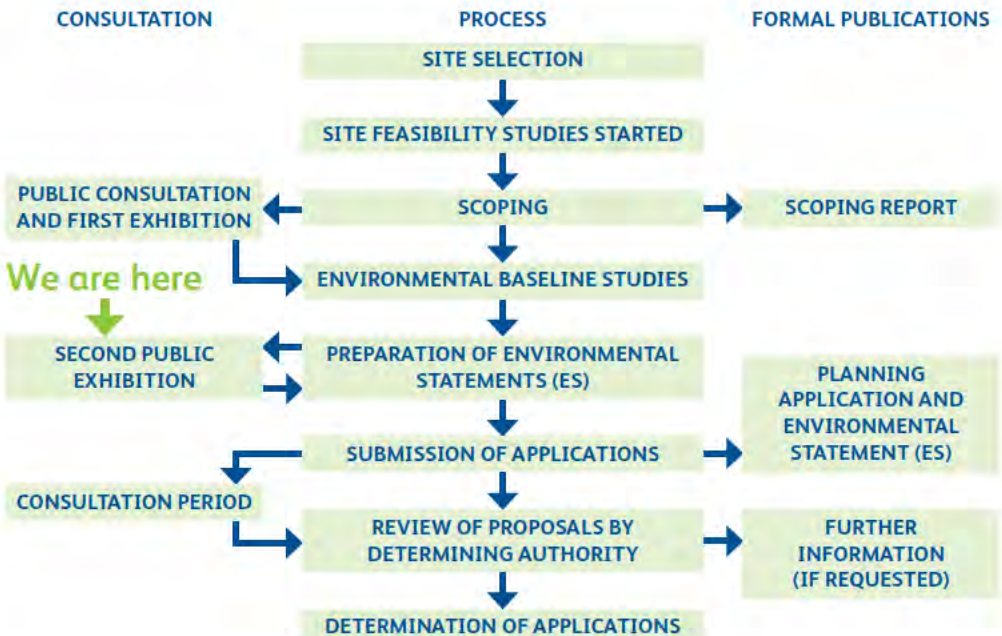 CONSULTATION
PROCESS
FORMAL PUBLICATIONS
SITE SELECTION
SITE FEASIBILITY STUDIES STARTED
PUBLIC CONSULTATION
AND FIRST EXHIBITION
SCOPING
SCOPING REPORT
We are here
ENVIRONMENTAL BASELINE STUDIES
SECOND PUBLIC
EXHIBITION
PREPARATION OF ENVIRONMENTAL
STATEMENTS (ES)
PLANNING
APPLICATION AND
ENVIRONMENTAL
STATEMENT (ES)
SUBMISSION OF APPLICATIONS
CONSULTATION PERIOD
REVIEW OF PROPOSALS BY
DETERMINING AUTHORITY
FURTHER
INFORMATION
(IF REQUESTED)
DETERMINATION OF APPLICATIONS